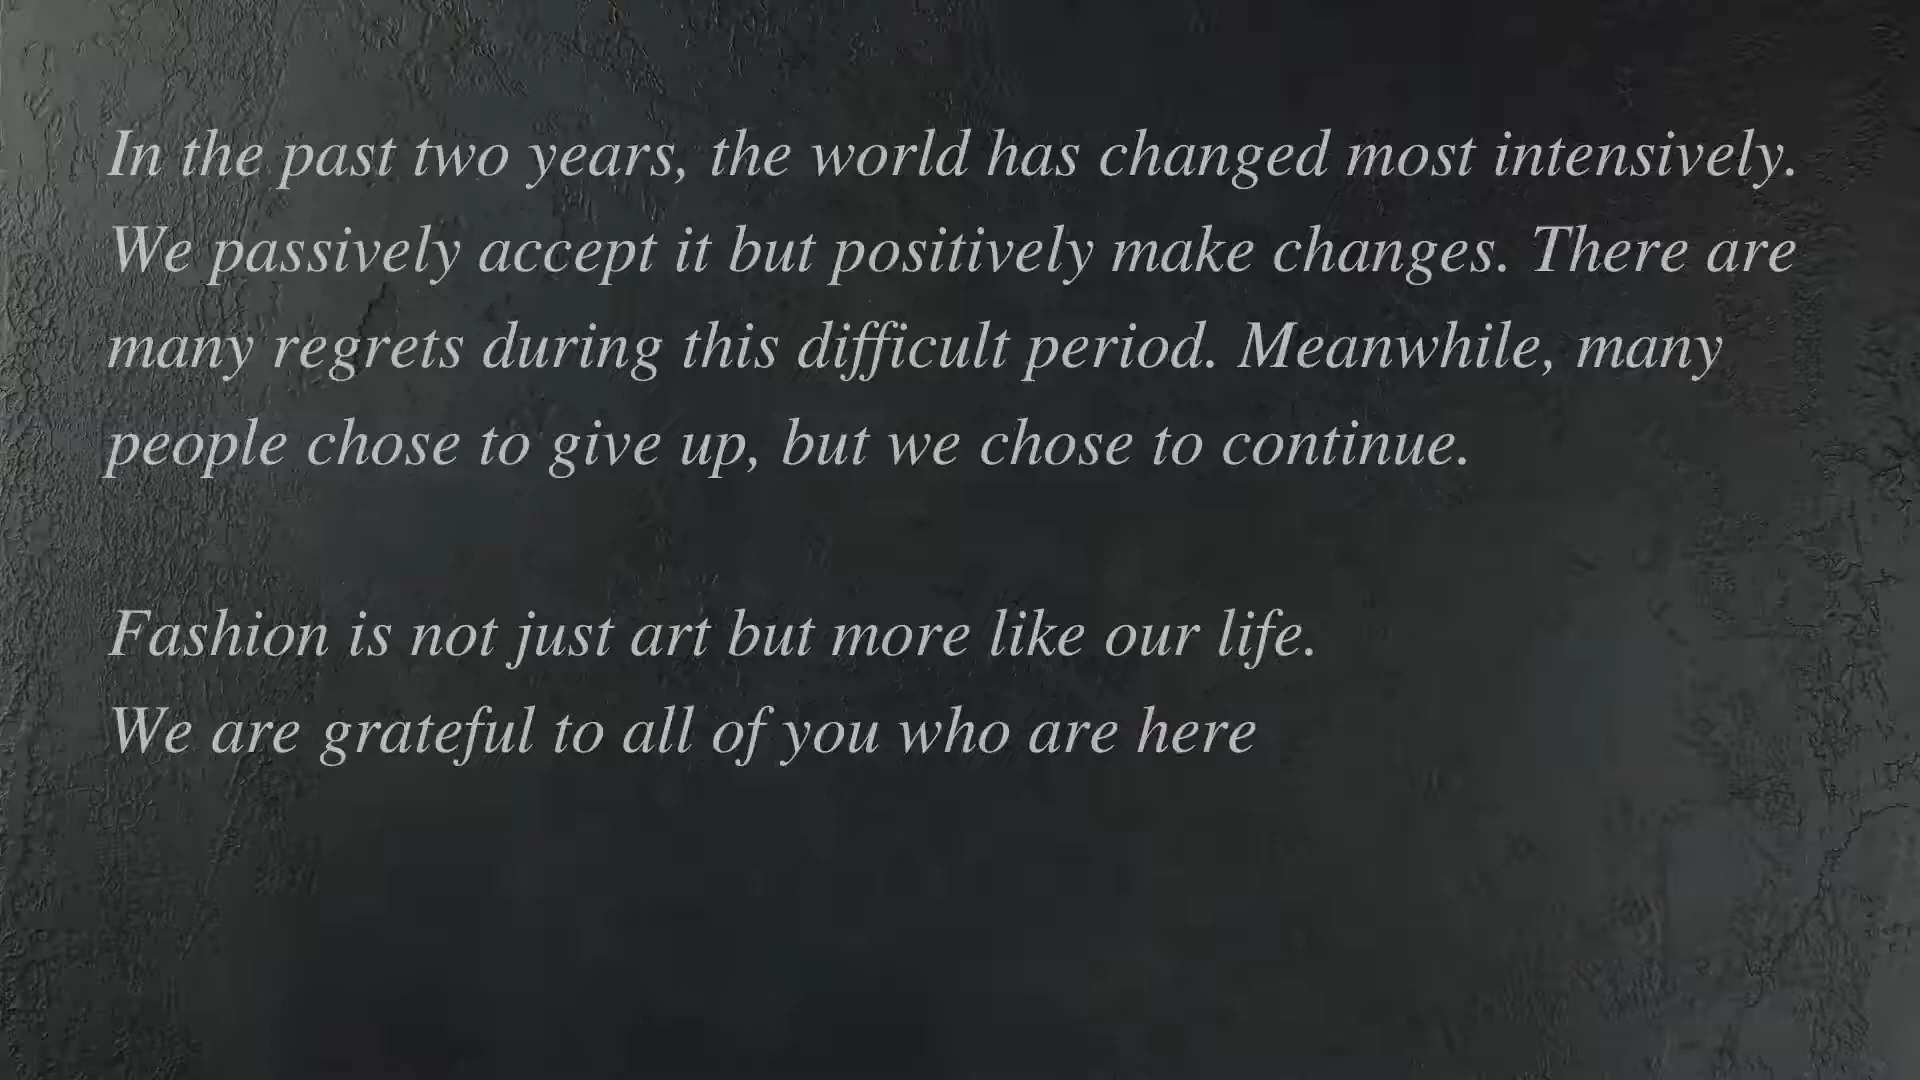 In the past two years, the world has changed most intensively.
We passively accept it but positively make changes. There are
many regrets during this difficult period. Meanwhile, many
people chose to give up, but we chose to continue.
Fashion is not just art but more like our life.
We are grateful to all of you who are here